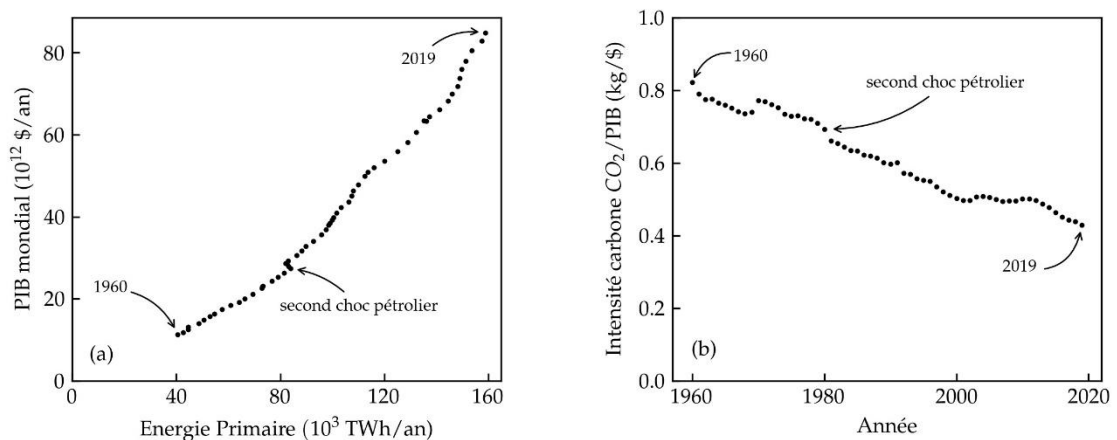 80
60
40
20
0
PIB mondial (10¹² $/an)
2019
1960
second choc pétrolier
(a)
0 40 80 120 160
Energie Primaire (10³ TWh/an)
1.0
0.8
0.6
0.4
0.2
0.0
Intensité carbone CO₂/PIB (kg/$)
1960
second choc pétrolier
2019
(b)
1960 1980 2000 2020
Année